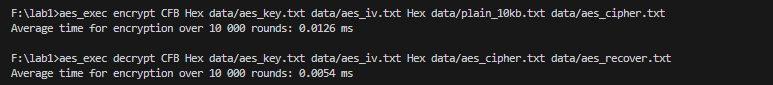 F:\lab1>aes_exec encrypt CFB Hex data/aes_key.txt data/aes_iv.txt Hex data/plain_10kb.txt data/aes_cipher.txt
Average time for encryption over 10 000 rounds: 0.0126 ms
F:\lab1>aes_exec decrypt CFB Hex data/aes_key.txt data/aes_iv.txt Hex data/aes_cipher.txt data/aes_recover.txt
Average time for encryption over 10 000 rounds: 0.0054 ms